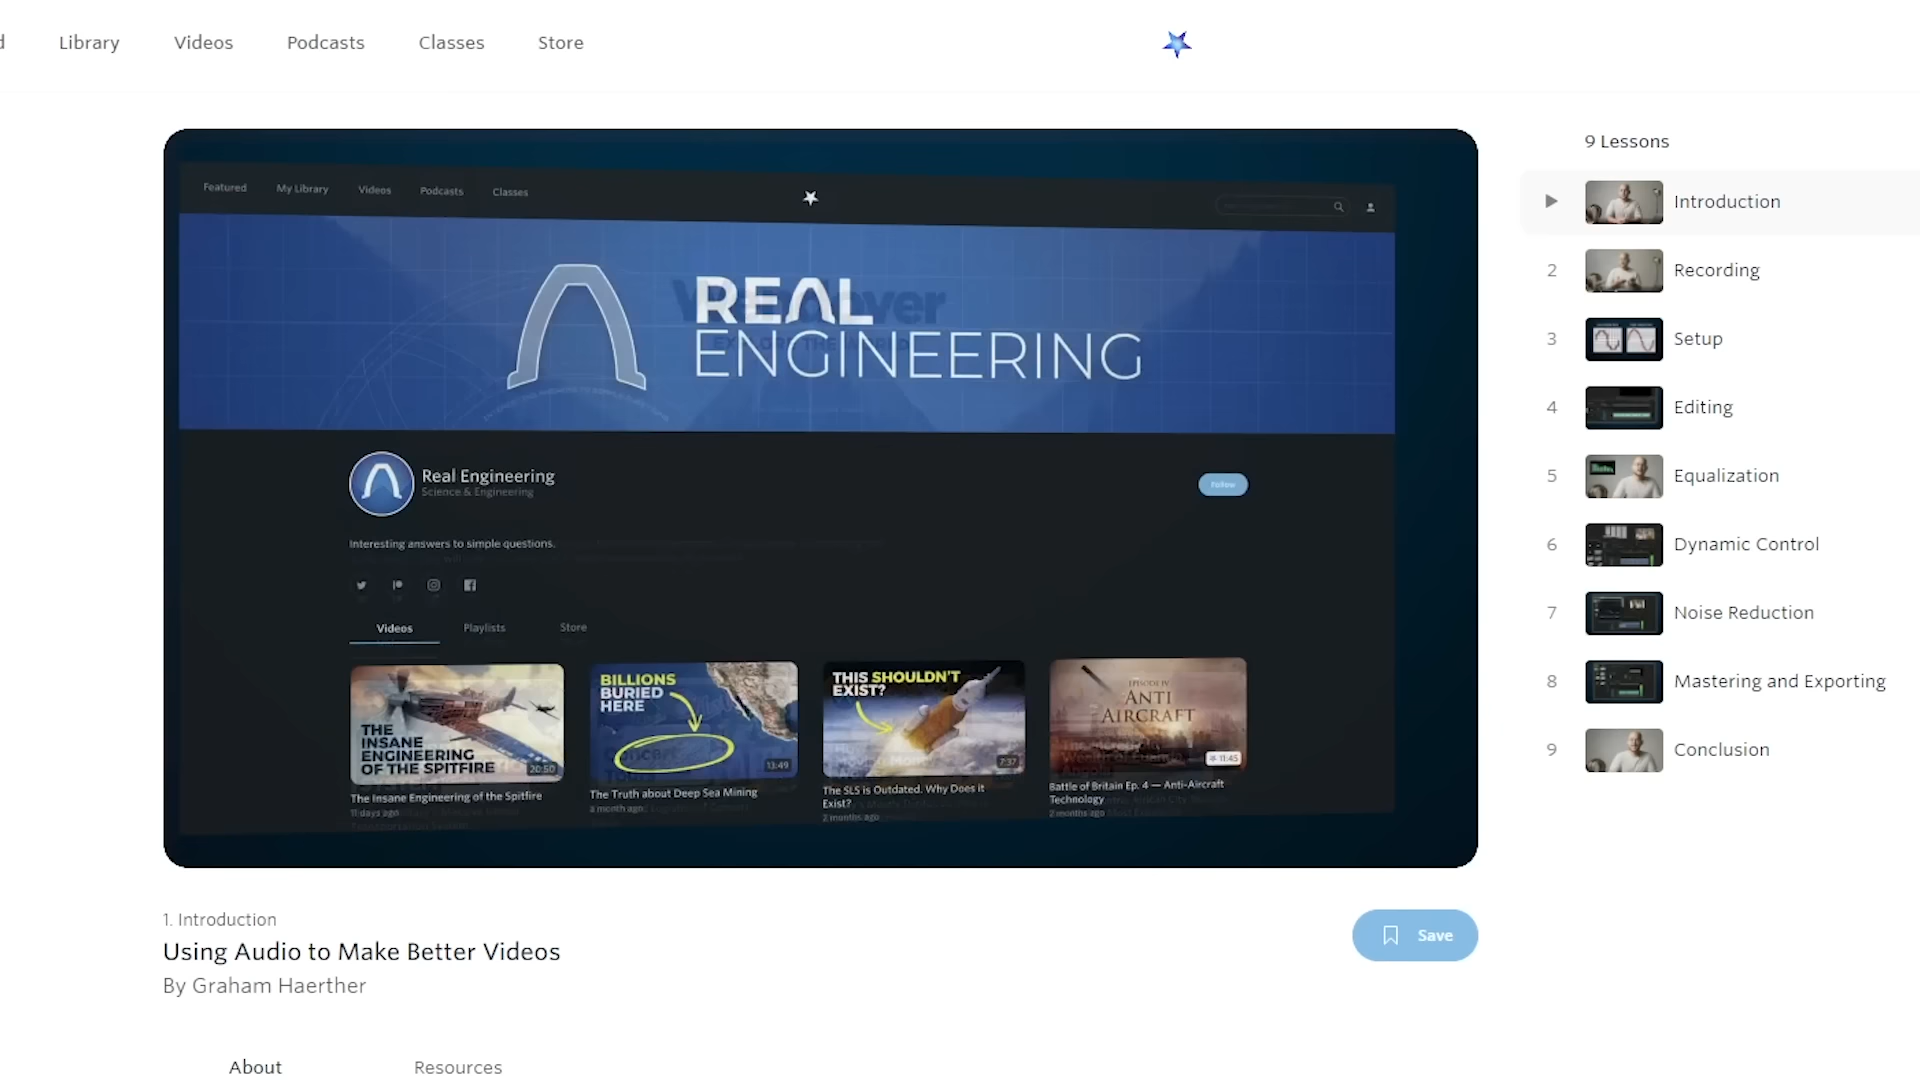 Library Videos Podcasts Classes Store
9 Lessons
Featured My Library Videos Podcasts Classes
REAL
ENGINEERING
Real Engineering
Science & Engineering
Follow
Interesting answers to simple questions.
Videos Playlists Store
THE
INSANE
ENGINEERING
OF THE SPITFIRE
20:50
The Insane Engineering of the Spitfire
11 days ago
BILLIONS
BURIED
HERE
13:49
The Truth about Deep Sea Mining
a month ago
THIS SHOULDN'T
EXIST?
7:37
The SLS is Outdated. Why Does it
Exist?
2 months ago
EPISODE IV
ANTI
AIRCRAFT
11:45
Battle of Britain Ep. 4 — Anti-Aircraft
Technology
2 months ago
Introduction
2 Recording
3 Setup
4 Editing
5 Equalization
6 Dynamic Control
7 Noise Reduction
8 Mastering and Exporting
9 Conclusion
1. Introduction
Using Audio to Make Better Videos
By Graham Haerther
Save
About Resources